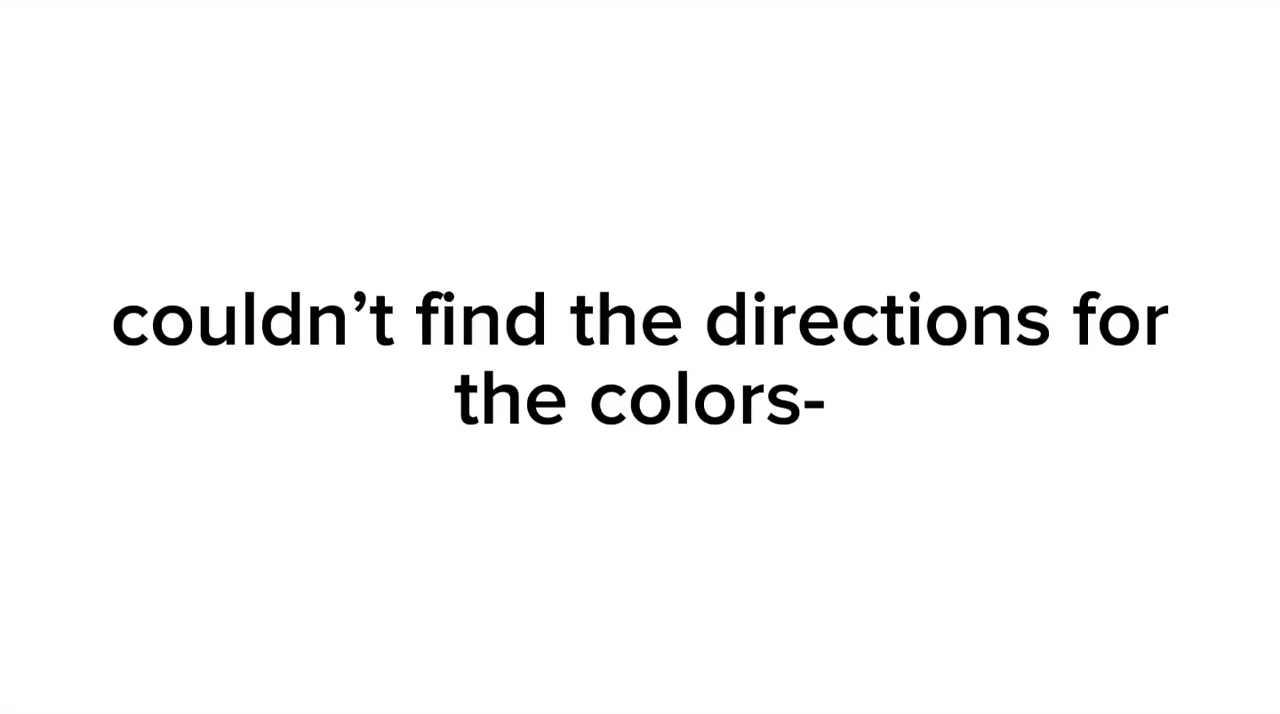 couldn’t find the directions for
the colors-